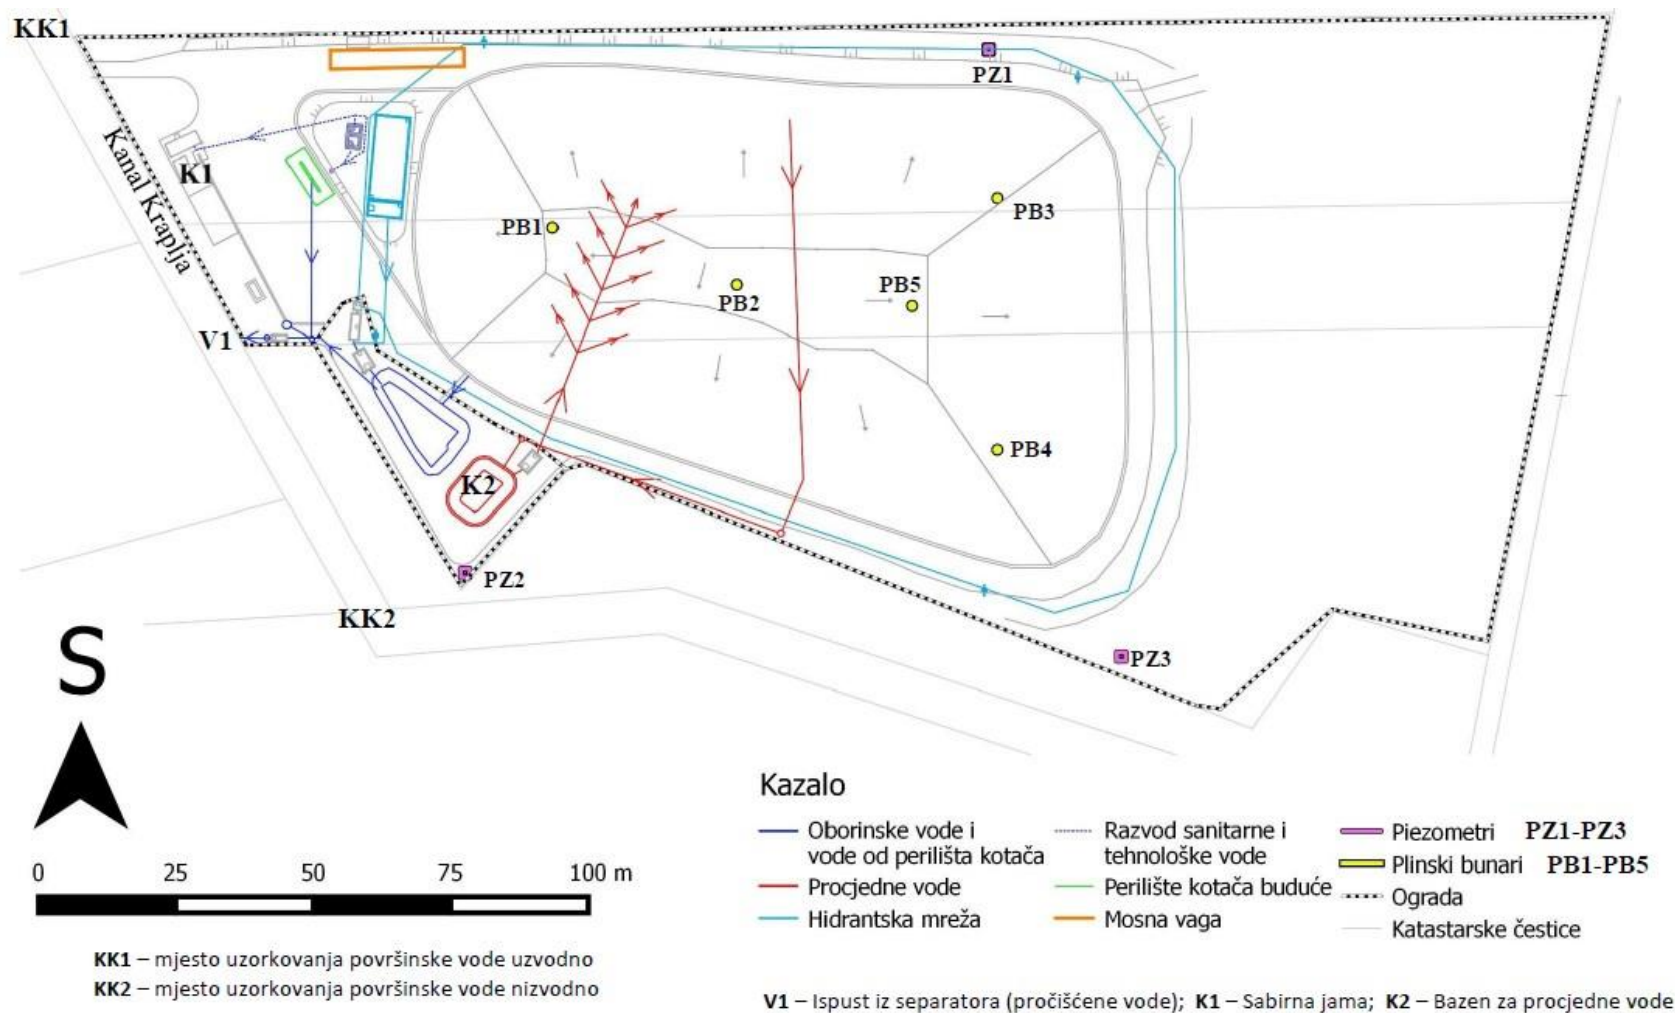 KK1
PZ1
Kanal Kraplja
K1
PB1
PB3
PB2
PB5
V1
PB4
K2
PZ2
KK2
PZ3
S
0 25 50 75 100 m
KK1 – mjesto uzorkovanja površinske vode uzvodno
KK2 – mjesto uzorkovanja površinske vode nizvodno
Kazalo
Oborinske vode i
vode od perilišta kotača
Procjedne vode
Hidrantska mreža
Razvod sanitarne i
tehnološke vode
Perilište kotača buduće
Mosna vaga
Piezometri PZ1-PZ3
Plinski bunari PB1-PB5
Ograda
Katastarske čestice
V1 – Ispust iz separatora (pročišćene vode); K1 – Sabirna jama; K2 – Bazen za procjedne vode